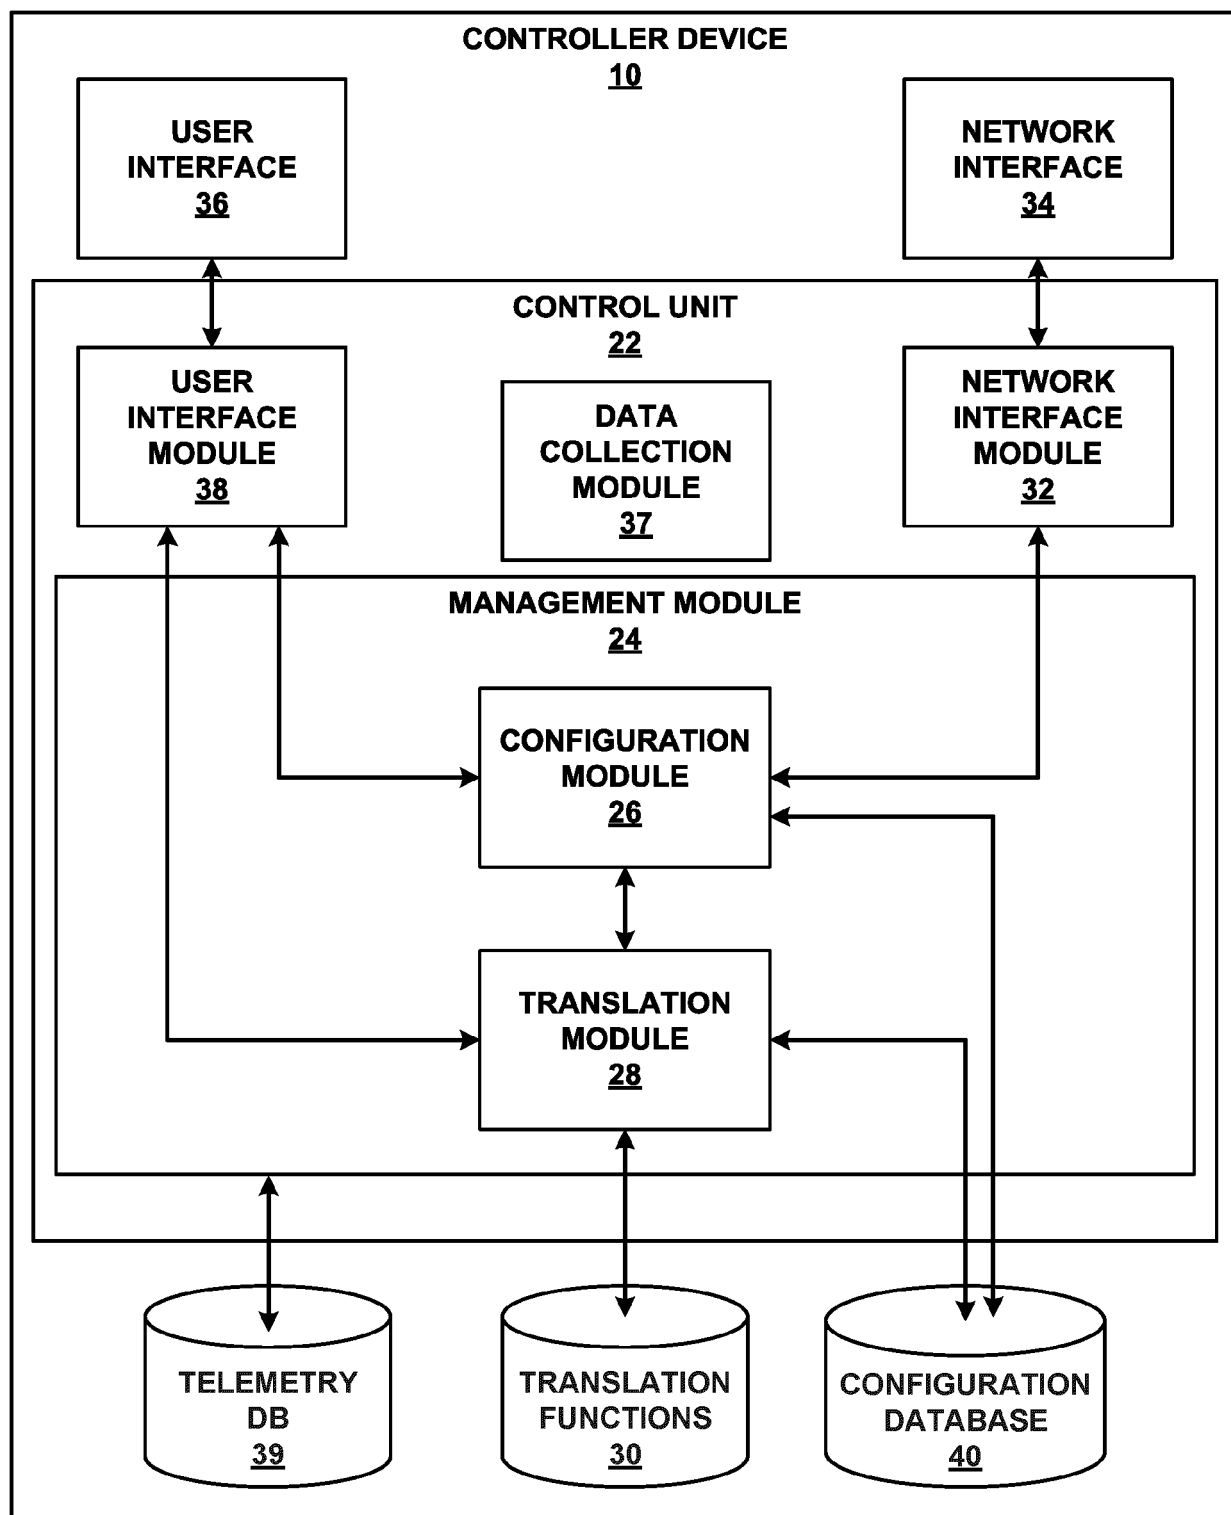 CONTROLLER DEVICE
10
USER
INTERFACE
36
NETWORK
INTERFACE
34
CONTROL UNIT
22
USER
INTERFACE
MODULE
38
DATA
COLLECTION
MODULE
37
NETWORK
INTERFACE
MODULE
32
MANAGEMENT MODULE
24
CONFIGURATION
MODULE
26
TRANSLATION
MODULE
28
TELEMETRY
DB
39
TRANSLATION
FUNCTIONS
30
CONFIGURATION
DATABASE
40